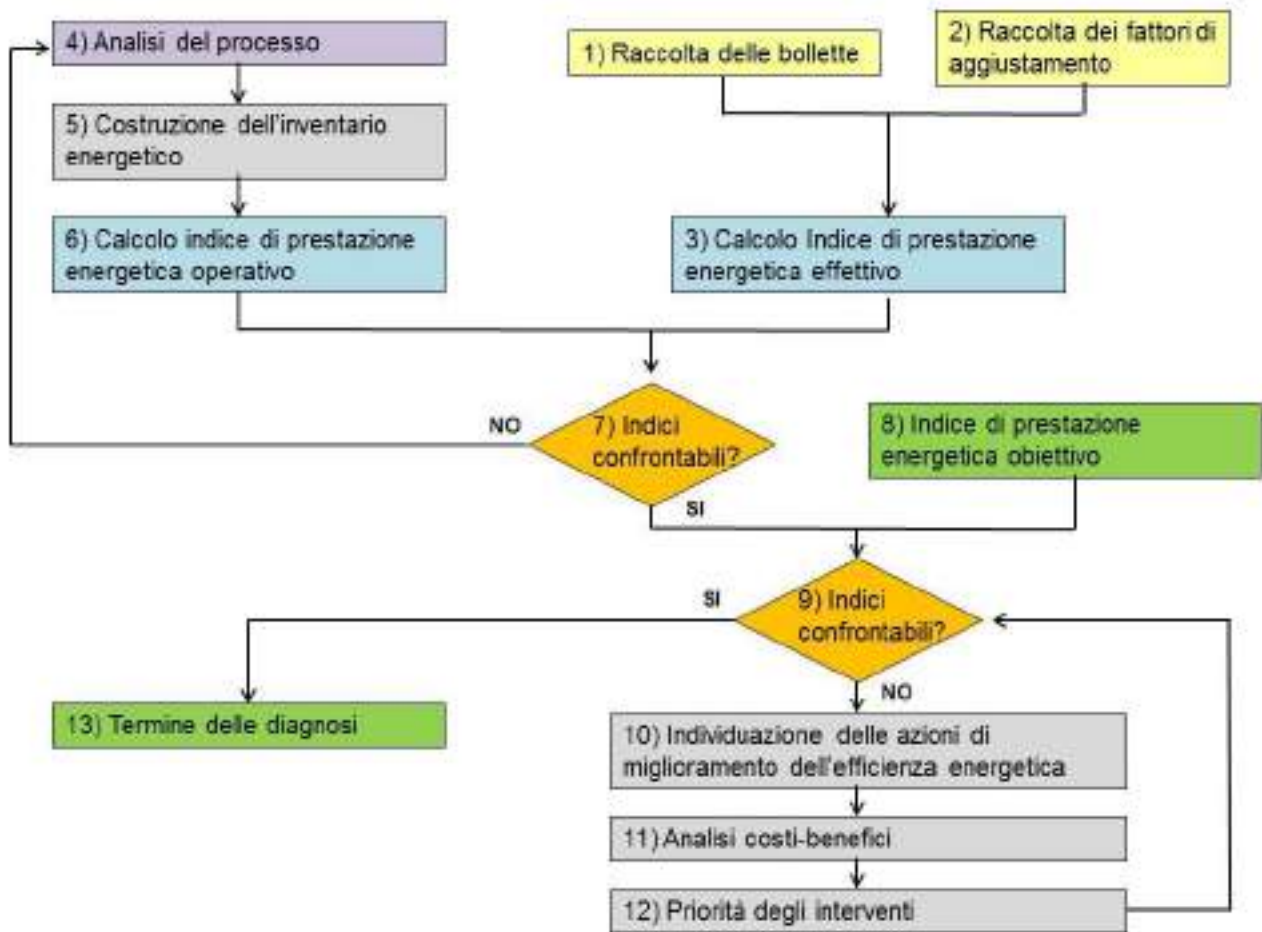 4) Analisi del processo
1) Raccolta delle bollette
2) Raccolta dei fattori di
aggiustamento
5) Costruzione dell'inventario
energetico
6) Calcolo indice di prestazione
energetica operativo
3) Calcolo Indice di prestazione
energetica effettivo
NO
7) Indici
confrontabili?
SI
8) Indice di prestazione
energetica obiettivo
SI
9) Indici
confrontabili?
NO
13) Termine delle diagnosi
10) Individuazione delle azioni di
miglioramento dell'efficienza energetica
11) Analisi costi-benefici
12) Priorità degli interventi